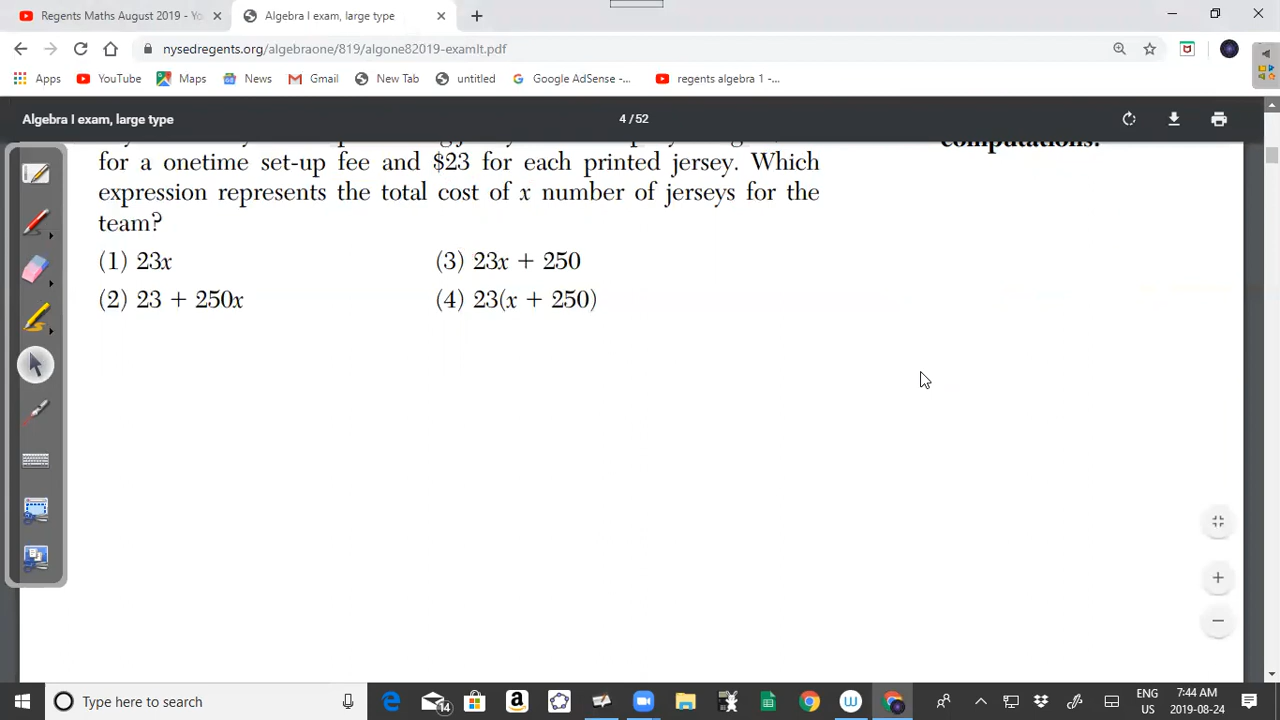 Regents Maths August 2019 - Yo
Algebra I exam, large type
nysedregents.org/algebraone/819/algone82019-examlt.pdf
Apps YouTube Maps News Gmail New Tab untitled Google AdSense -... regents algebra 1 -...
Algebra I exam, large type
4 / 52
computations.
for a onetime set-up fee and $23 for each printed jersey. Which
expression represents the total cost of x number of jerseys for the
team?
(1) 23x
(3) 23x + 250
(2) 23 + 250x
(4) 23(x + 250)
Type here to search
14
ENG
US
7:44 AM
2019-08-24